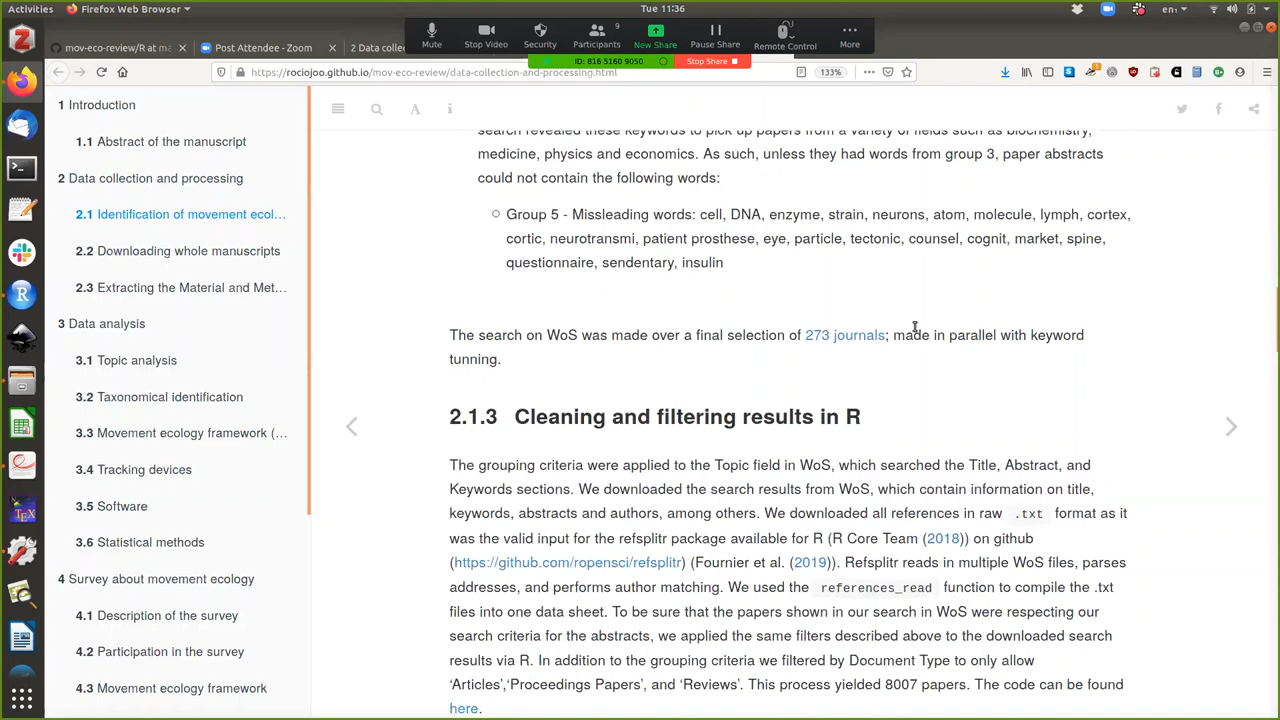 Activities
Firefox Web Browser
Tue 11:36
en₁
mov-eco-review/R at ma
Post Attendee - Zoom
2 Data colle
Mute
Stop Video
Security
Participants
9
New Share
Pause Share
Remote Control
More
ID: 816 5160 9050
Stop Share
https://rociojoo.github.io/mov-eco-review/data-collection-and-processing.html
133%
1 Introduction
1.1 Abstract of the manuscript
2 Data collection and processing
2.1 Identification of movement ecol...
2.2 Downloading whole manuscripts
2.3 Extracting the Material and Met...
3 Data analysis
3.1 Topic analysis
3.2 Taxonomical identification
3.3 Movement ecology framework (...
3.4 Tracking devices
3.5 Software
3.6 Statistical methods
4 Survey about movement ecology
4.1 Description of the survey
4.2 Participation in the survey
4.3 Movement ecology framework
search revealed these keywords to pick up papers from a variety of fields such as biochemistry,
medicine, physics and economics. As such, unless they had words from group 3, paper abstracts
could not contain the following words:
Group 5 - Missleading words: cell, DNA, enzyme, strain, neurons, atom, molecule, lymph, cortex,
cortic, neurotransmi, patient prosthese, eye, particle, tectonic, counsel, cognit, market, spine,
questionnaire, sendentary, insulin
The search on WoS was made over a final selection of 273 journals; made in parallel with keyword
tunning.
2.1.3 Cleaning and filtering results in R
The grouping criteria were applied to the Topic field in WoS, which searched the Title, Abstract, and
Keywords sections. We downloaded the search results from WoS, which contain information on title,
keywords, abstracts and authors, among others. We downloaded all references in raw .txt format as it
was the valid input for the refsplitr package available for R (R Core Team (2018)) on github
(https://github.com/ropensci/refsplitr) (Fournier et al. (2019)). Refsplitr reads in multiple WoS files, parses
addresses, and performs author matching. We used the references_read function to compile the .txt
files into one data sheet. To be sure that the papers shown in our search in WoS were respecting our
search criteria for the abstracts, we applied the same filters described above to the downloaded search
results via R. In addition to the grouping criteria we filtered by Document Type to only allow
‘Articles’,‘Proceedings Papers’, and ‘Reviews’. This process yielded 8007 papers. The code can be found
here.